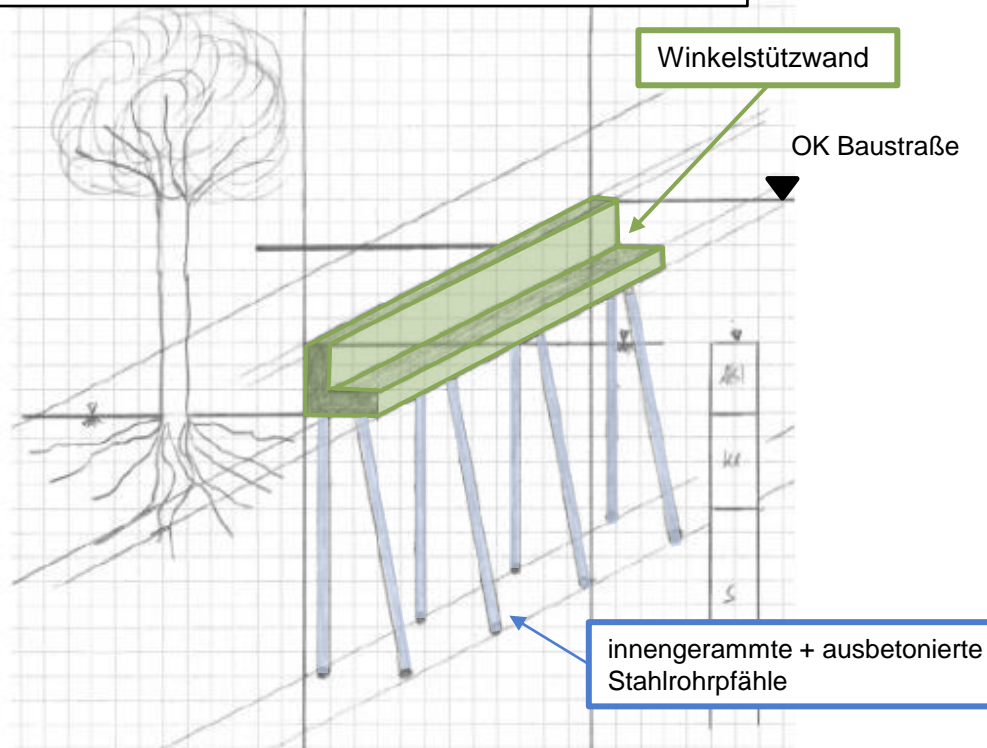 Winkelstützwand
OK Baustraße
S
innengerammte + ausbetonierte
Stahlrohrpfähle